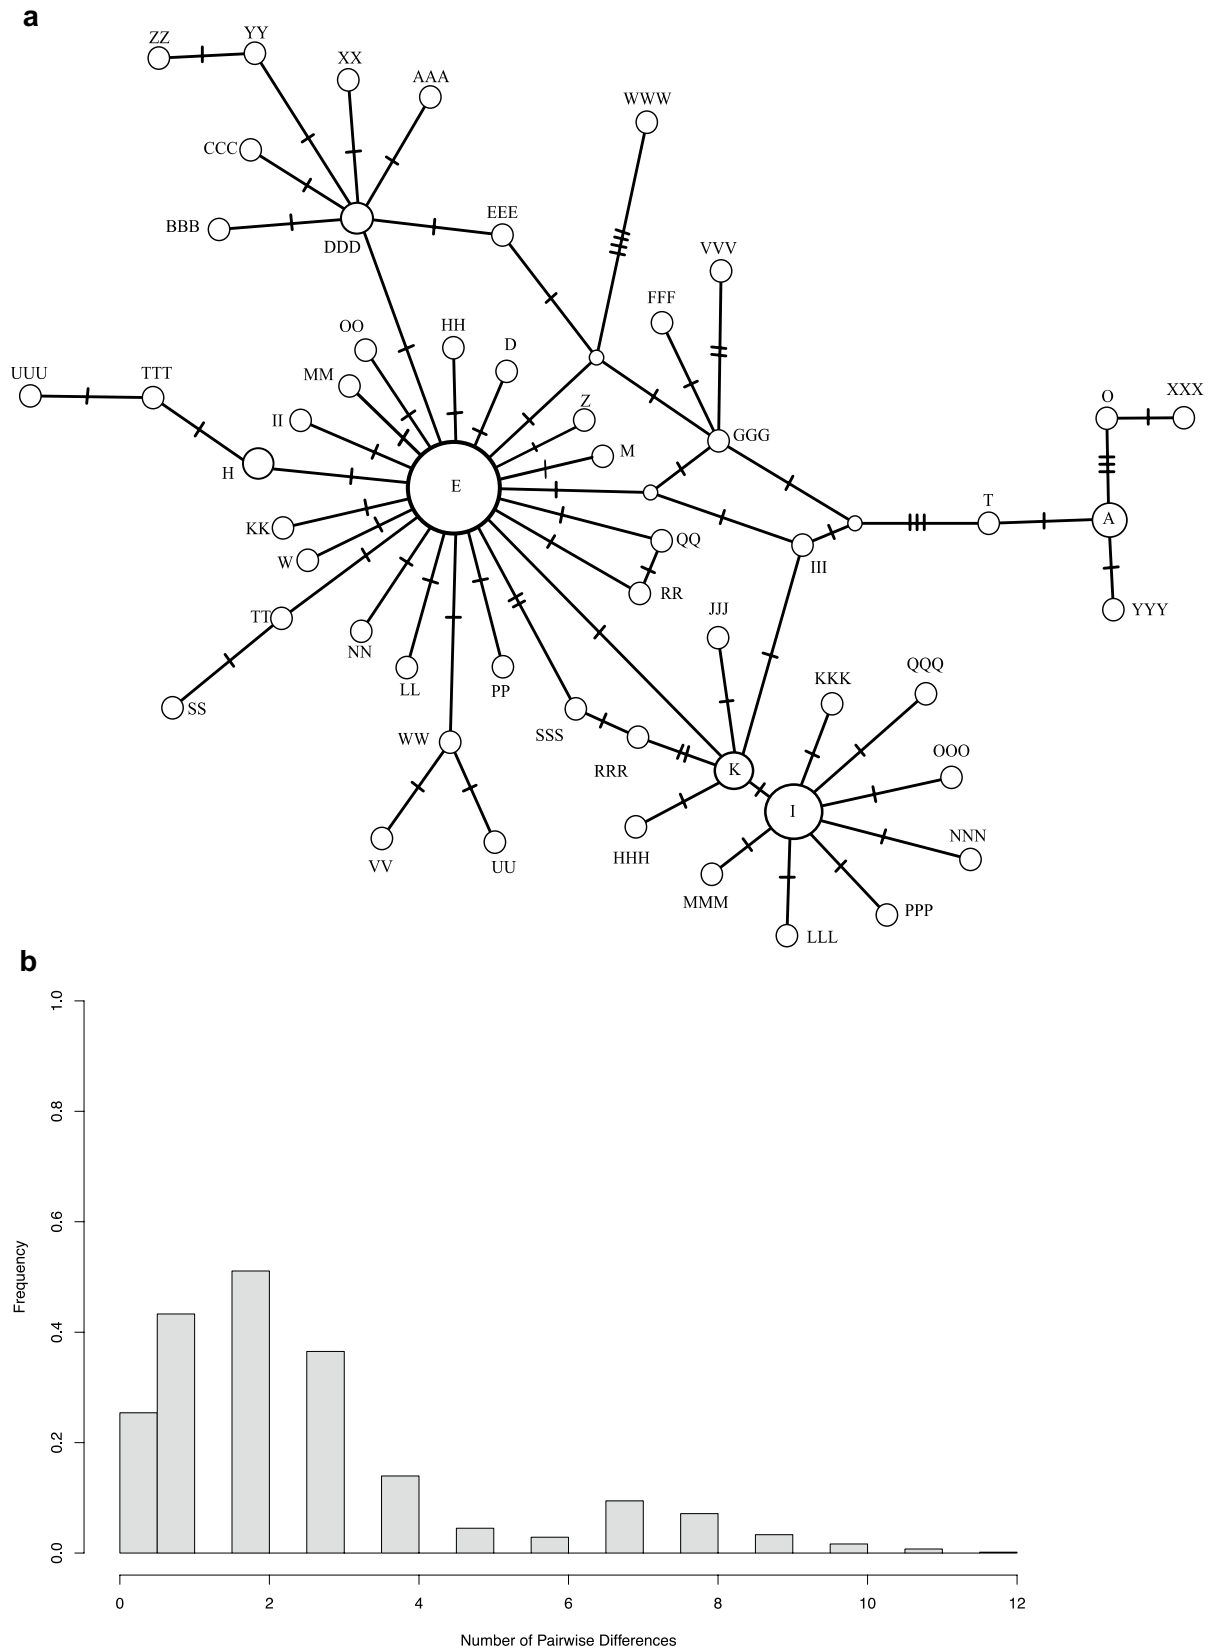 a
ZZ
YY
XX
AAA
WWW
CCC
BBB
DDD
EEE
VVV
FFF
OO
HH
D
UUU
TTT
MM
Z
O
XXX
II
GGG
M
H
E
T
A
KK
QQ
W
III
RR
YYY
TT
JJJ
NN
QQQ
LL
PP
KKK
SS
WW
SSS
OOO
RRR
K
I
NNN
VV
UU
HHH
MMM
PPP
LLL
b
1.0
0.8
0.6
0.4
0.2
0.0
Frequency
0 2 4 6 8 10 12
Number of Pairwise Differences